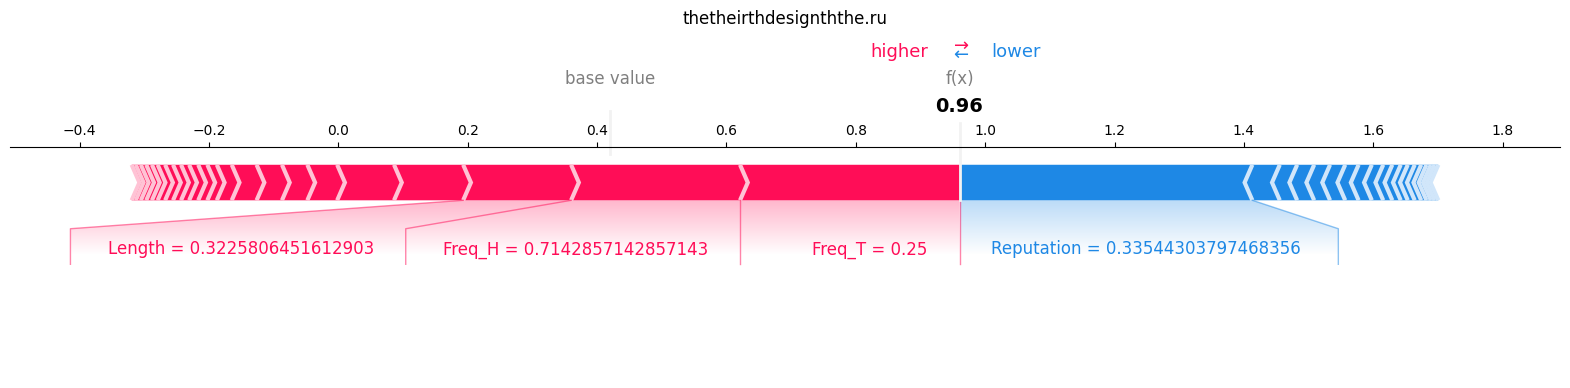 thetheirthdesignththe.ru
higher ⇄ lower
base value
f(x)
0.96
−0.4 −0.2 0.0 0.2 0.4 0.6 0.8 1.0 1.2 1.4 1.6 1.8
Length = 0.3225806451612903 Freq_H = 0.7142857142857143 Freq_T = 0.25 Reputation = 0.33544303797468356